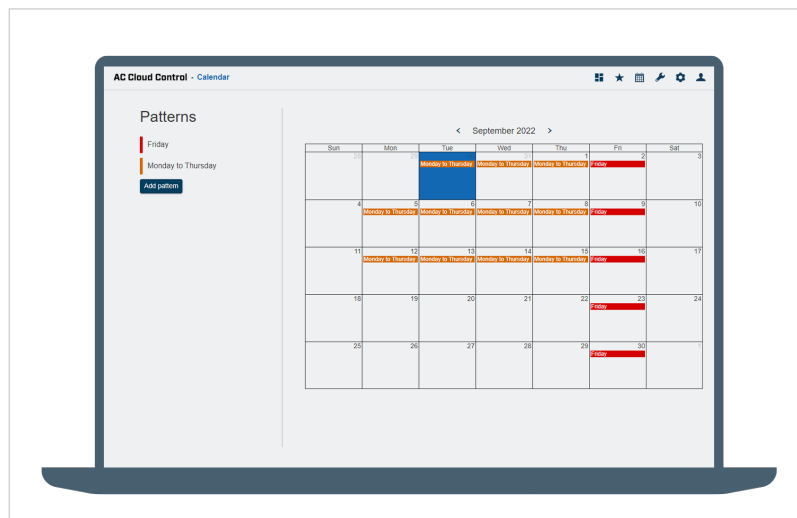 AC Cloud Control - Calendar
Patterns
Friday
Monday to Thursday
Add pattern
< September 2022 >
Sun Mon Tue Wed Thu Fri Sat
28 29 31 1 2 3
Monday to Thursday Monday to Thursday Monday to Thursday Friday
4 5 6 7 8 9 10
Monday to Thursday Monday to Thursday Monday to Thursday Monday to Thursday Friday
11 12 13 14 15 16 17
Monday to Thursday Monday to Thursday Monday to Thursday Monday to Thursday Friday
18 19 20 21 22 23 24
Friday
25 26 27 28 29 30 1
Friday